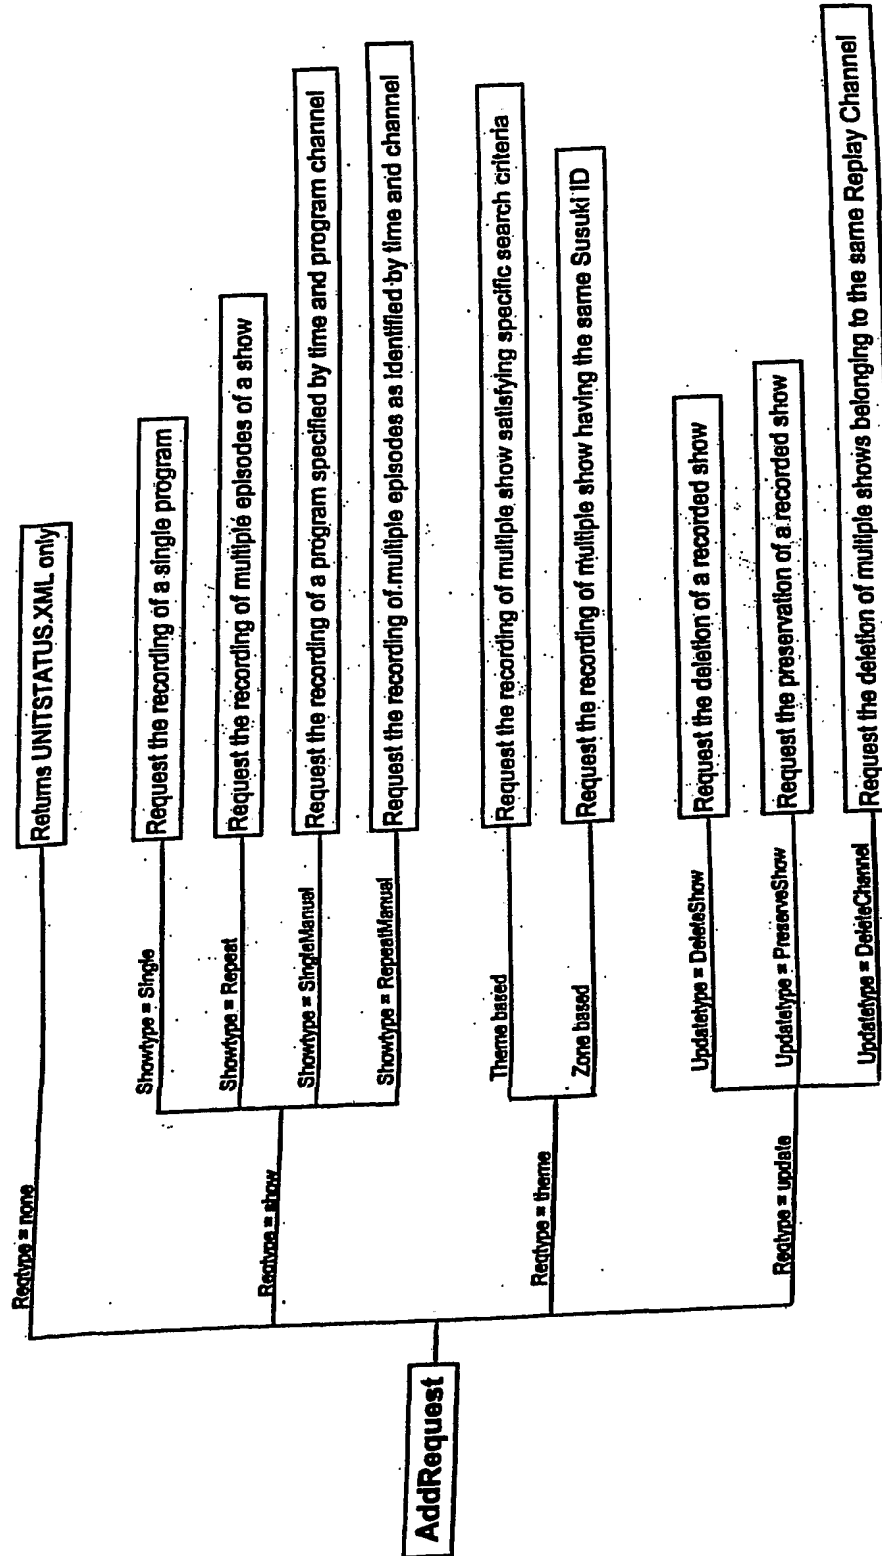 AddRequest
Reqtype = none
Returns UNITSTATUS.XML only
Reqtype = show
Showtype = Single
Request the recording of a single program
Showtype = Repeat
Request the recording of multiple episodes of a show
Showtype = SingleManual
Request the recording of a program specified by time and program channel
Showtype = RepeatManual
Request the recording of multiple episodes as identified by time and channel
Reqtype = theme
Theme based
Request the recording of multiple show satisfying specific search criteria
Zone based
Request the recording of multiple show having the same Susuki ID
Reqtype = update
Updatetype = DeleteShow
Request the deletion of a recorded show
Updatetype = PreserveShow
Request the preservation of a recorded show
Updatetype = DeleteChannel
Request the deletion of multiple shows belonging to the same Replay Channel